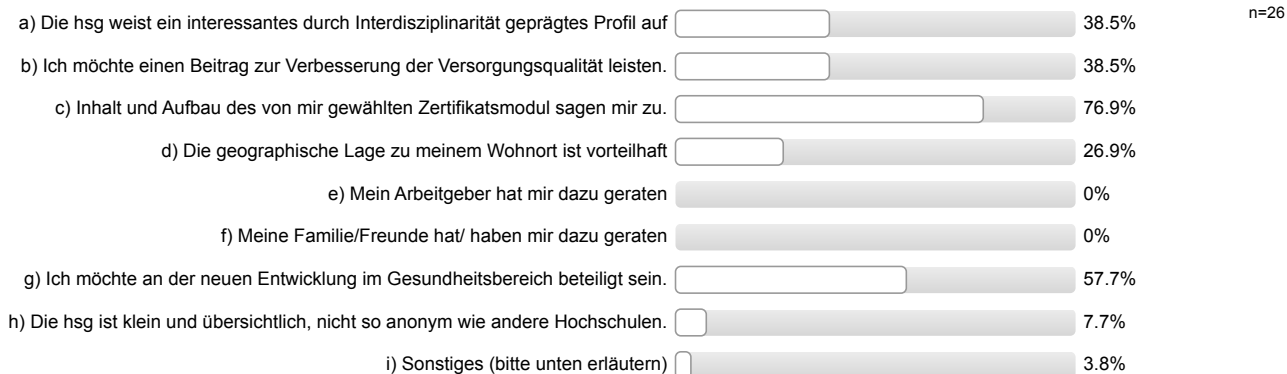 n=26
a) Die hsg weist ein interessantes durch Interdisziplinarität geprägtes Profil auf 38.5%
b) Ich möchte einen Beitrag zur Verbesserung der Versorgungsqualität leisten. 38.5%
c) Inhalt und Aufbau des von mir gewählten Zertifikatsmodul sagen mir zu. 76.9%
d) Die geographische Lage zu meinem Wohnort ist vorteilhaft 26.9%
e) Mein Arbeitgeber hat mir dazu geraten 0%
f) Meine Familie/Freunde hat/ haben mir dazu geraten 0%
g) Ich möchte an der neuen Entwicklung im Gesundheitsbereich beteiligt sein. 57.7%
h) Die hsg ist klein und übersichtlich, nicht so anonym wie andere Hochschulen. 7.7%
i) Sonstiges (bitte unten erläutern) 3.8%